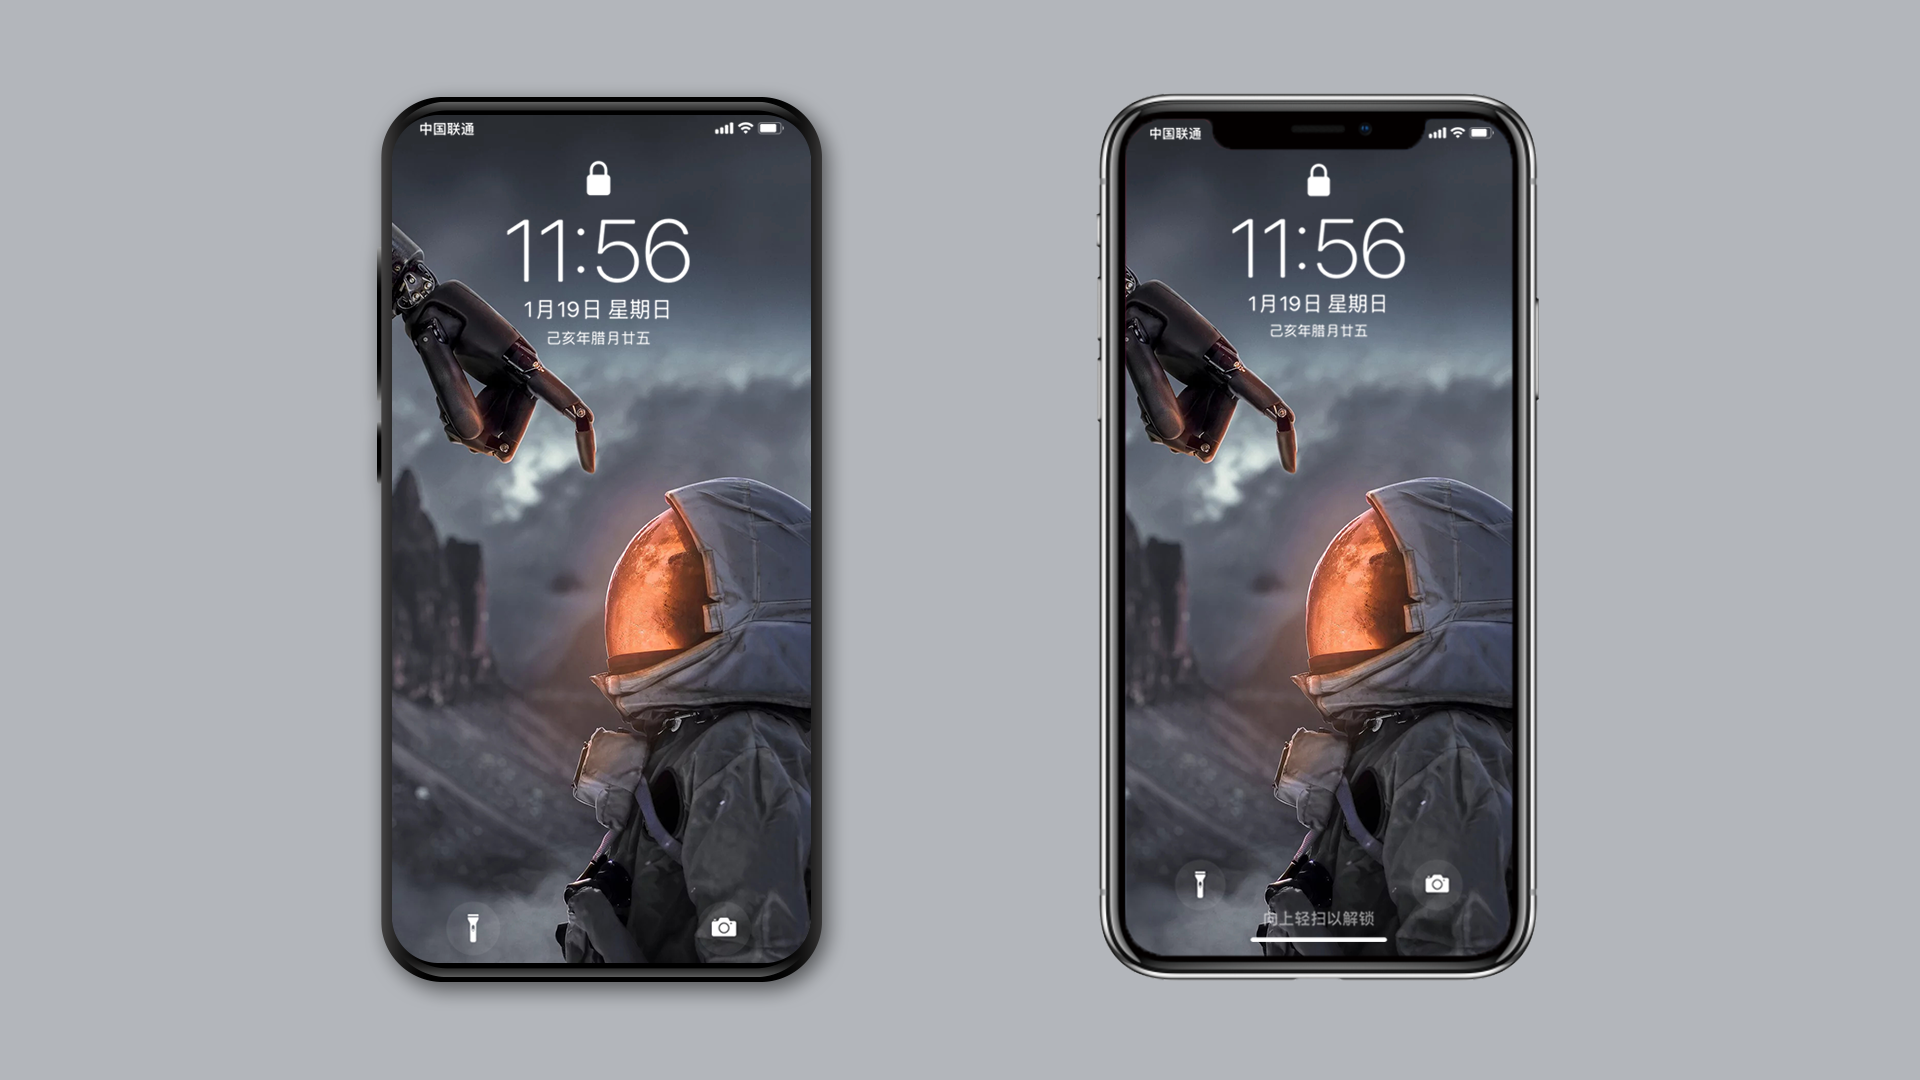 中国联通
11:56
1月19日 星期日
己亥年腊月廿五
中国联通
11:56
1月19日 星期日
己亥年腊月廿五
向上轻扫以解锁